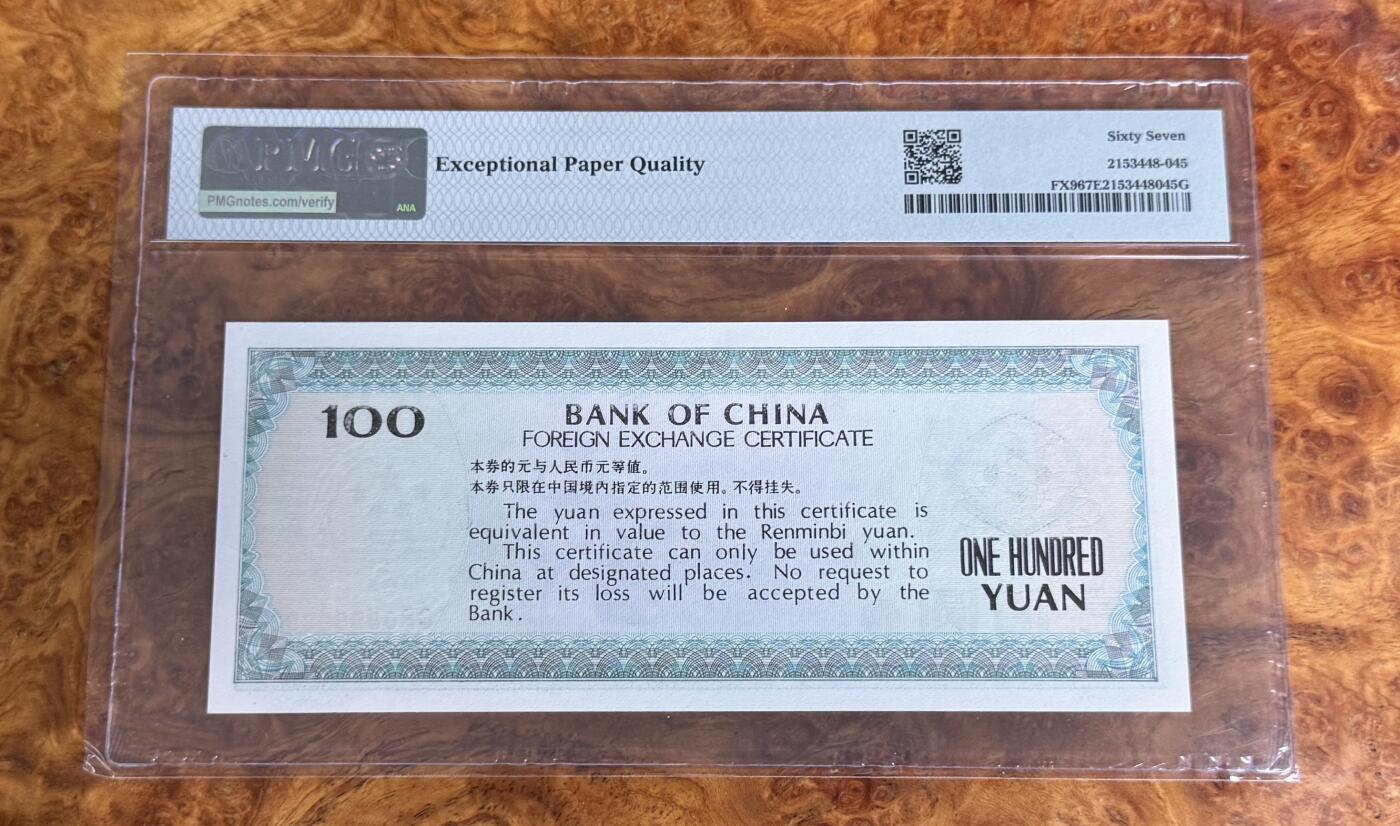 PMG
PMGnotes.com/verify
ANA
Exceptional Paper Quality
Sixty Seven
2153448-045
FX967E2153448045G
100
BANK OF CHINA
FOREIGN EXCHANGE CERTIFICATE
本券的元与人民币元等値。
本券只限在中国境内指定的范围使用。不得挂失。
The yuan expressed in this certificate is
equivalent in value to the Renminbi yuan.
This certificate can only be used within
China at designated places. No request to
register its loss will be accepted by the
Bank.
ONE HUNDRED
YUAN